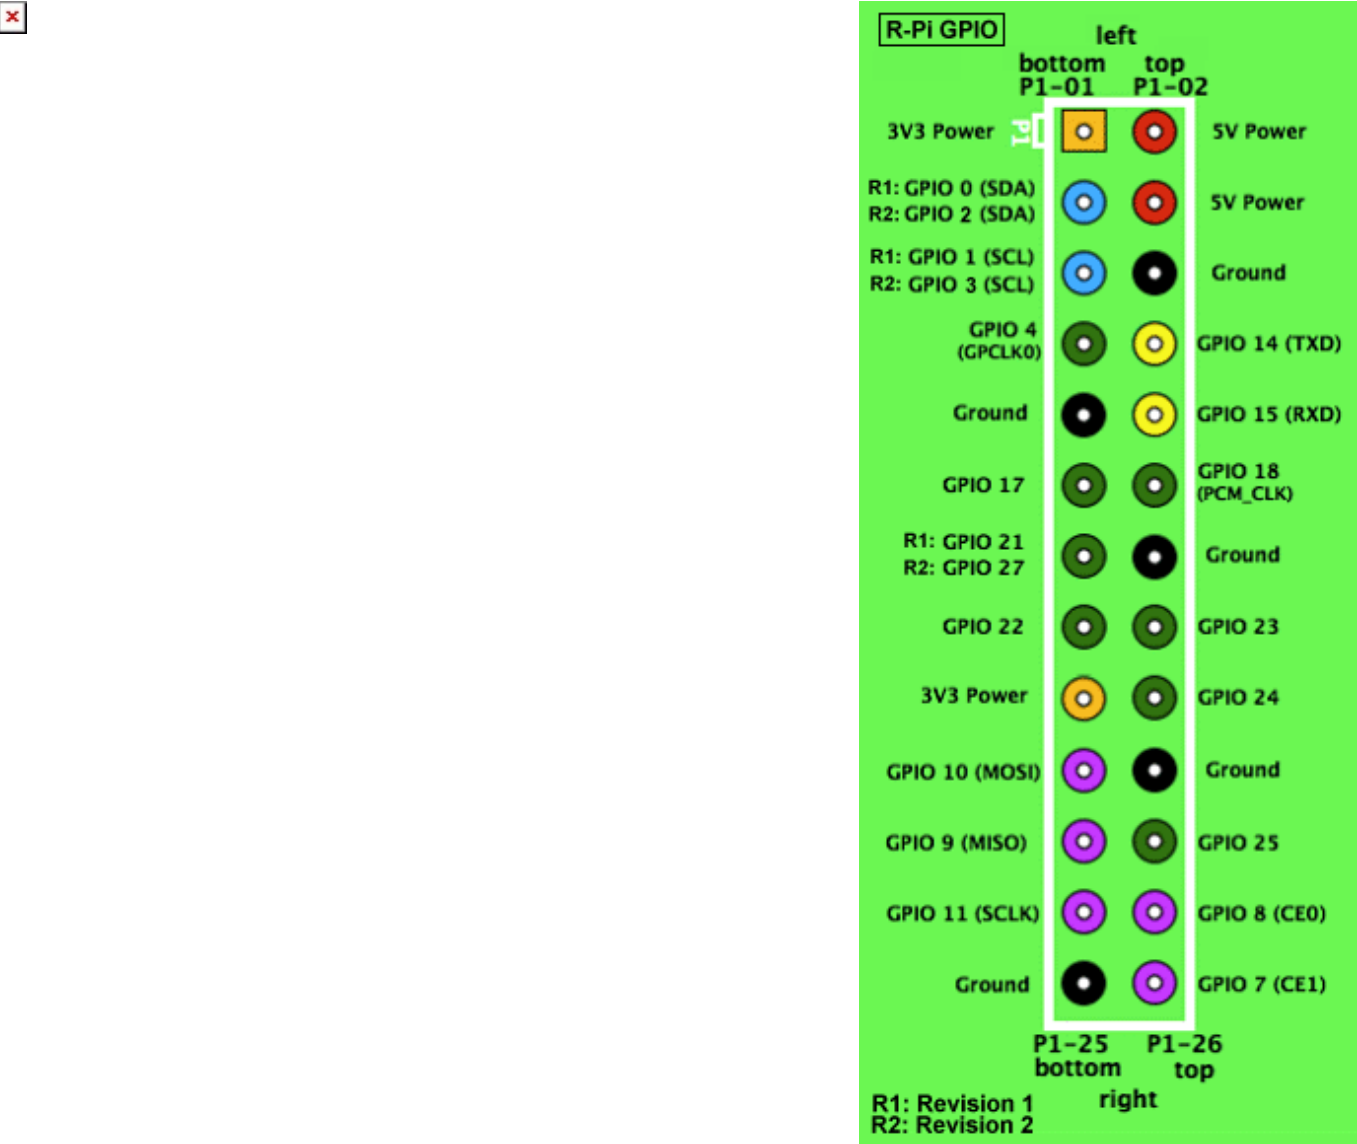 R-Pi GPIO
left
bottom top
P1-01 P1-02
3V3 Power P1 5V Power
R1: GPIO 0 (SDA)
R2: GPIO 2 (SDA)
5V Power
R1: GPIO 1 (SCL)
R2: GPIO 3 (SCL)
Ground
GPIO 4
(GPCLK0)
GPIO 14 (TXD)
Ground GPIO 15 (RXD)
GPIO 17
GPIO 18
(PCM_CLK)
R1: GPIO 21
R2: GPIO 27
Ground
GPIO 22 GPIO 23
3V3 Power GPIO 24
GPIO 10 (MOSI) Ground
GPIO 9 (MISO) GPIO 25
GPIO 11 (SCLK) GPIO 8 (CE0)
Ground GPIO 7 (CE1)
P1-25 P1-26
bottom top
right
R1: Revision 1
R2: Revision 2